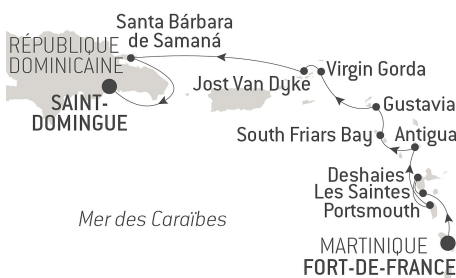 Santa Bárbara
de Samaná
RÉPUBLIQUE
DOMINICAINE
SAINT-
DOMINGUE
Jost Van Dyke
Virgin Gorda
Gustavia
South Friars Bay
Antigua
Deshaies
Les Saintes
Portsmouth
Mer des Caraïbes
MARTINIQUE
FORT-DE-FRANCE